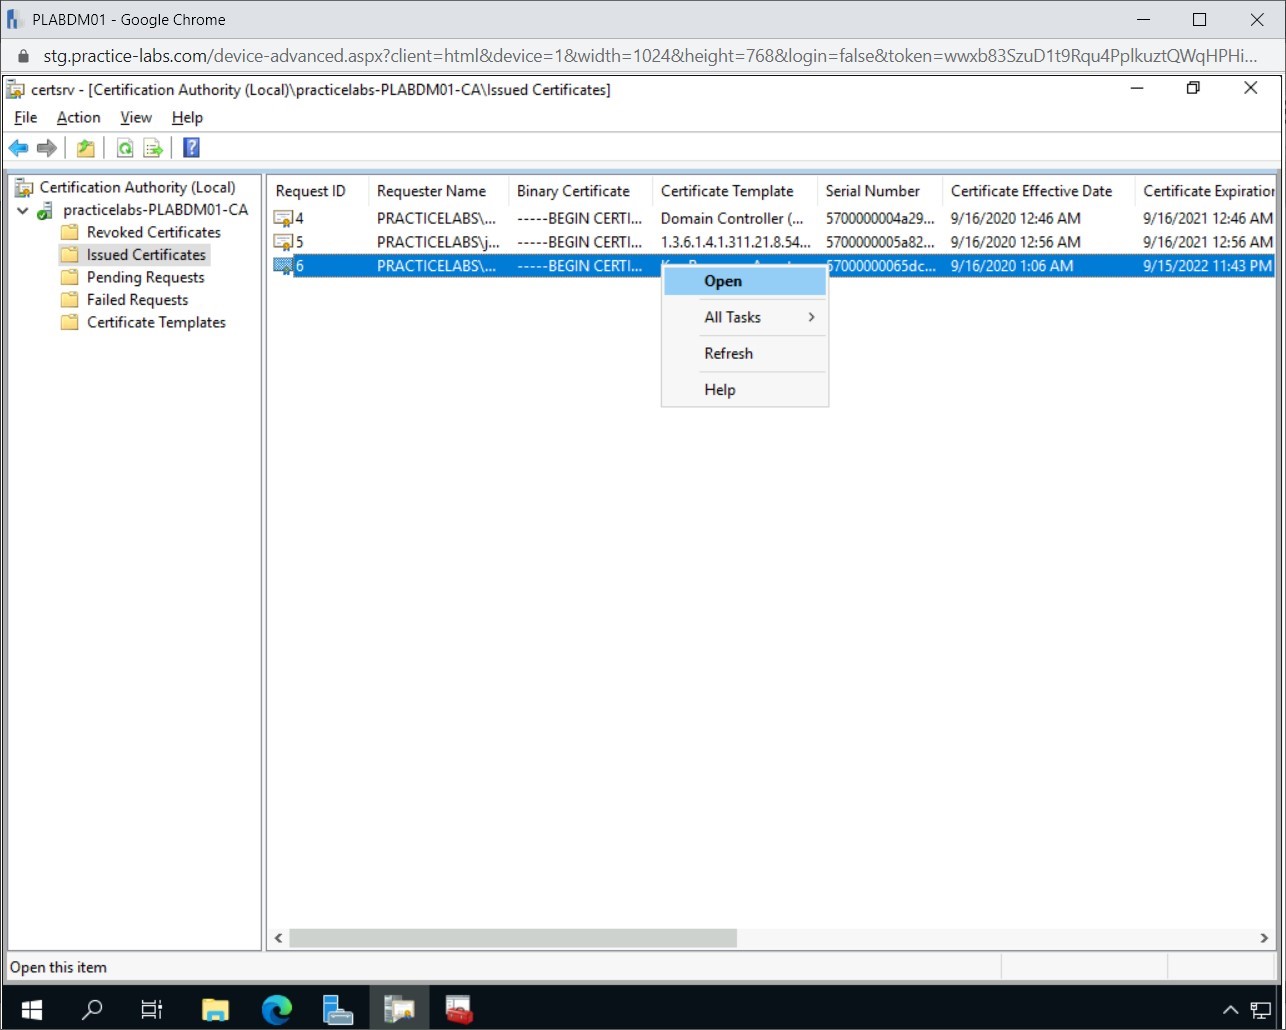 PLABDM01 - Google Chrome
stg.practice-labs.com/device-advanced.aspx?client=html&device=1&width=1024&height=768&login=false&token=wwxb83SzuD1t9Rqu4PplkuztQWqHPHi...
certsrv - [Certification Authority (Local)\practicelabs-PLABDM01-CA\Issued Certificates]
File Action View Help
Certification Authority (Local)
practicelabs-PLABDM01-CA
Revoked Certificates
Issued Certificates
Pending Requests
Failed Requests
Certificate Templates
Request ID Requester Name Binary Certificate Certificate Template Serial Number Certificate Effective Date Certificate Expiration
4 PRACTICELABS\... -----BEGIN CERTI... Domain Controller (... 5700000004a29... 9/16/2020 12:46 AM 9/16/2021 12:46 AM
5 PRACTICELABS\j... -----BEGIN CERTI... 1.3.6.1.4.1.311.21.8.54... 5700000005a82... 9/16/2020 12:56 AM 9/16/2021 12:56 AM
6 PRACTICELABS\... -----BEGIN CERTI... 57000000065dc... 9/16/2020 1:06 AM 9/15/2022 11:43 PM
Open
All Tasks
Refresh
Help
Open this item